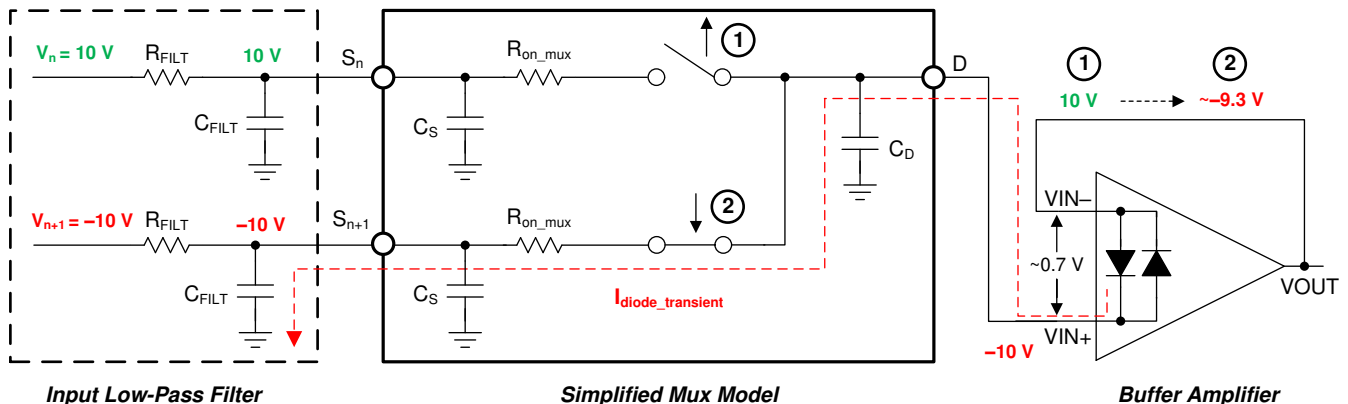 Vn = 10 V
RFILT
10 V
Sn
Ron_mux
1
D
1
2
10 V
~–9.3 V
CFILT
CS
CD
Vn+1 = –10 V
RFILT
–10 V
Sn+1
Ron_mux
2
VIN–
~0.7 V
CFILT
CS
Idiode_transient
VOUT
VIN+
–10 V
Input Low-Pass Filter
Simplified Mux Model
Buffer Amplifier